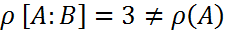 ρ [A:B] = 3 ≠ ρ(A)